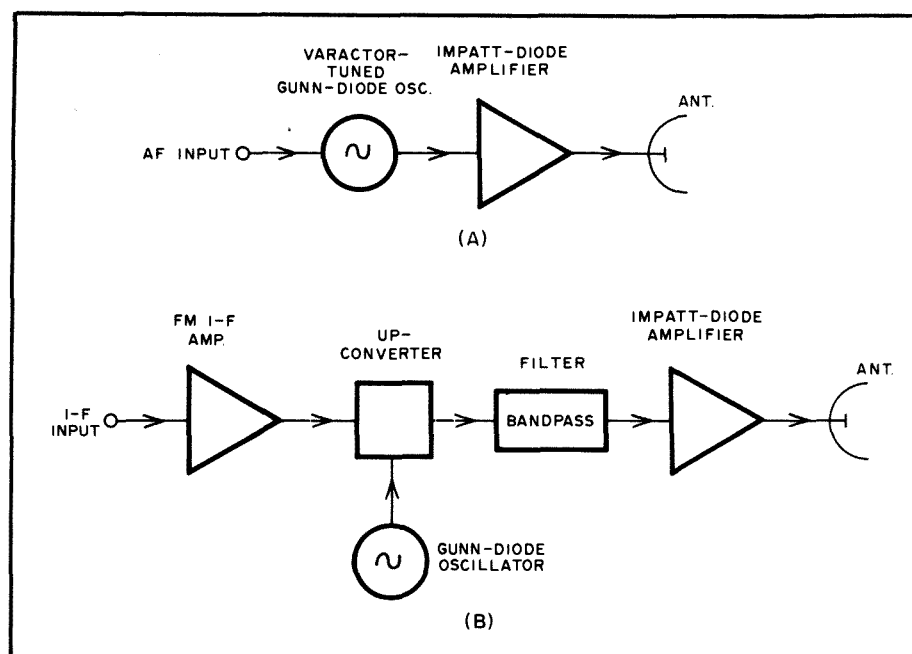 VARACTOR-
TUNED
GUNN-DIODE OSC.
IMPATT-DIODE
AMPLIFIER
ANT.
AF INPUT
(A)
FM I-F
AMP.
UP-
CONVERTER
FILTER
IMPATT-DIODE
AMPLIFIER
ANT.
I-F
INPUT
BANDPASS
GUNN-DIODE
OSCILLATOR
(B)